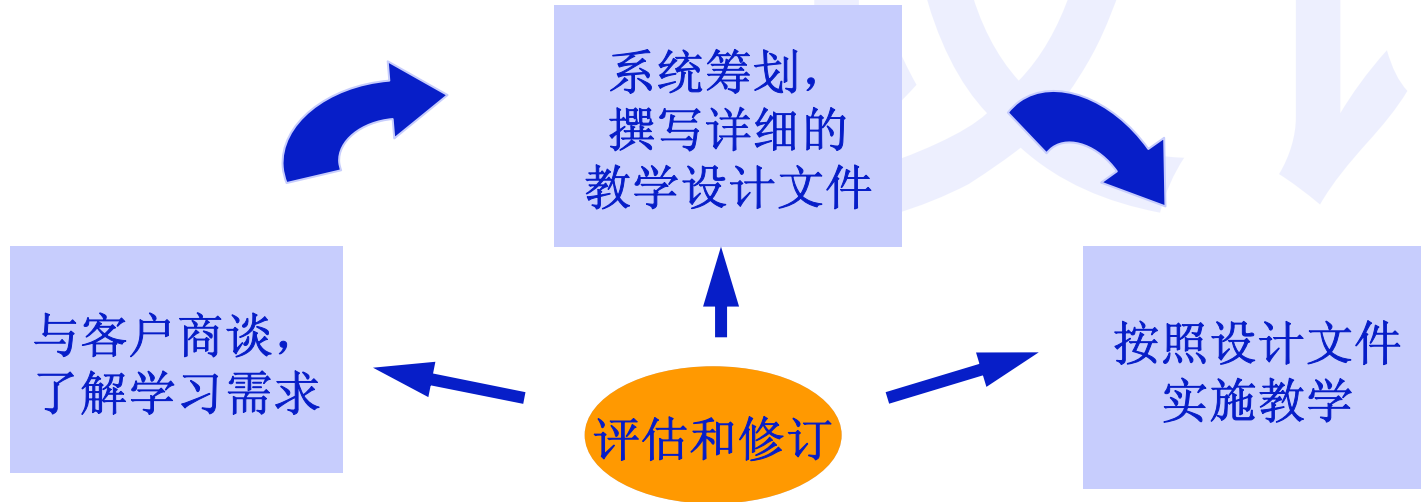 系统筹划，
撰写详细的
教学设计文件
与客户商谈，
了解学习需求
按照设计文件
实施教学
评估和修订